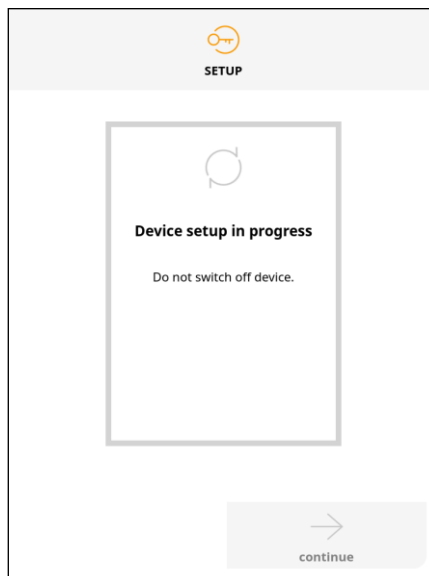 SETUP
Device setup in progress
Do not switch off device.
continue